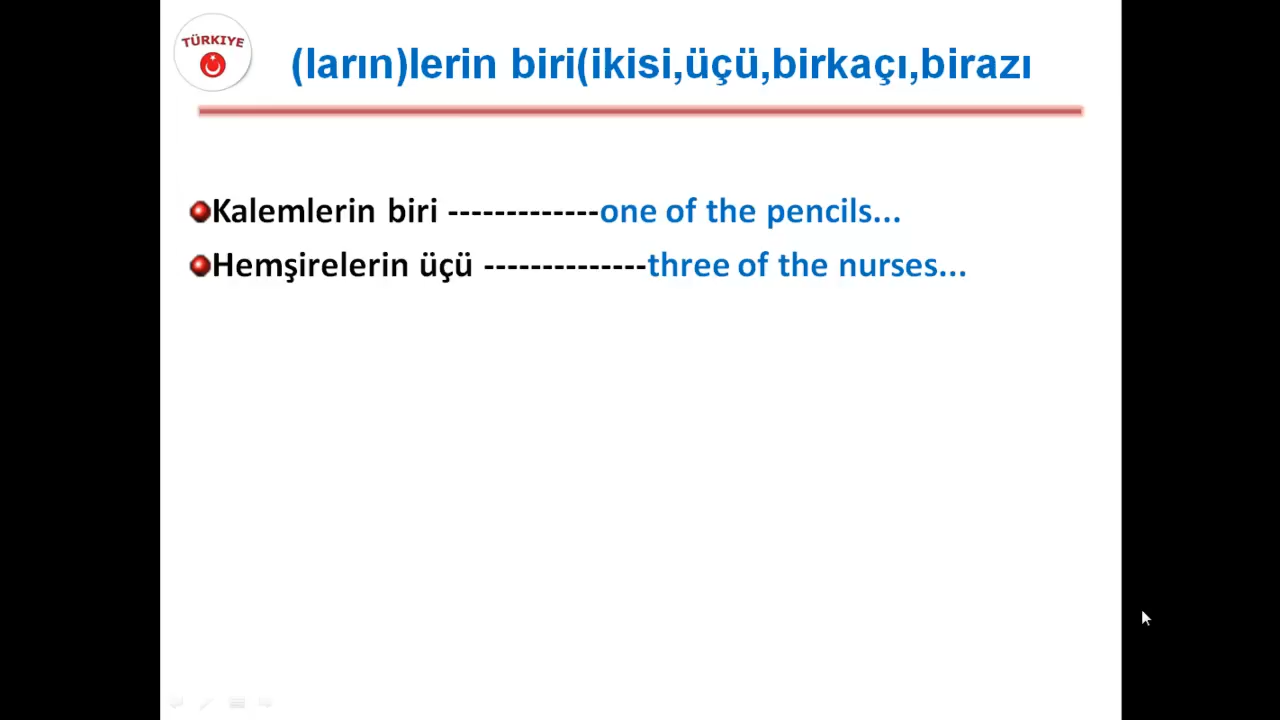 TÜRKIYE
(ların)lerin biri(ikisi,üçü,birkaçı,birazı
Kalemlerin biri -------------one of the pencils...
Hemşirelerin üçü --------------three of the nurses...